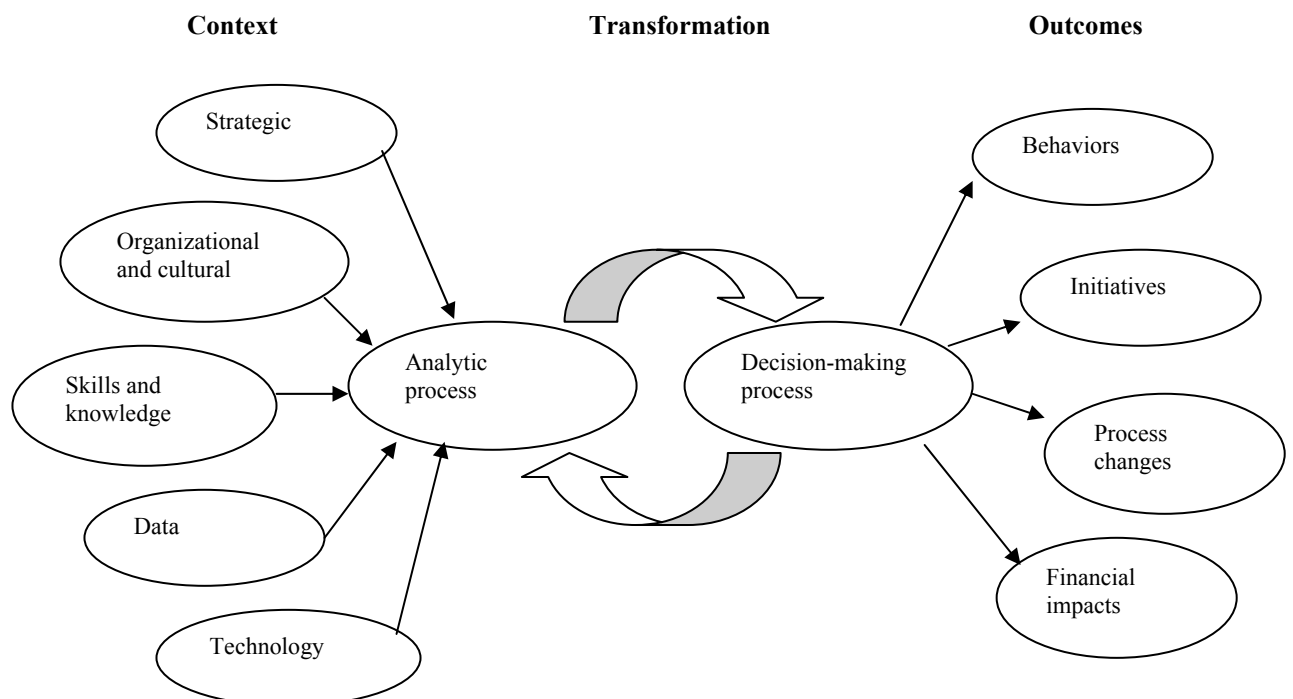 Context
Transformation
Outcomes
Strategic
Organizational
and cultural
Skills and
knowledge
Data
Technology
Analytic
process
Decision-making
process
Behaviors
Initiatives
Process
changes
Financial
impacts